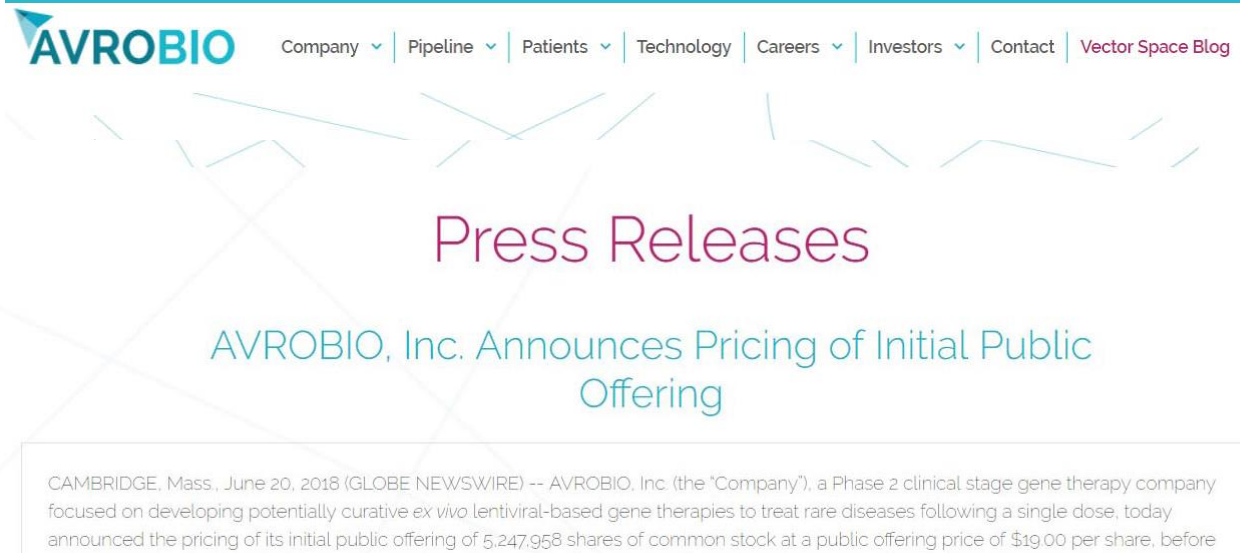 AVROBIO
Company Pipeline Patients Technology Careers Investors Contact Vector Space Blog
Press Releases
AVROBIO, Inc. Announces Pricing of Initial Public
Offering
CAMBRIDGE, Mass., June 20, 2018 (GLOBE NEWSWIRE) -- AVROBIO, Inc. (the “Company”), a Phase 2 clinical stage gene therapy company
focused on developing potentially curative ex vivo lentiviral-based gene therapies to treat rare diseases following a single dose, today
announced the pricing of its initial public offering of 5,247,958 shares of common stock at a public offering price of $19.00 per share, before